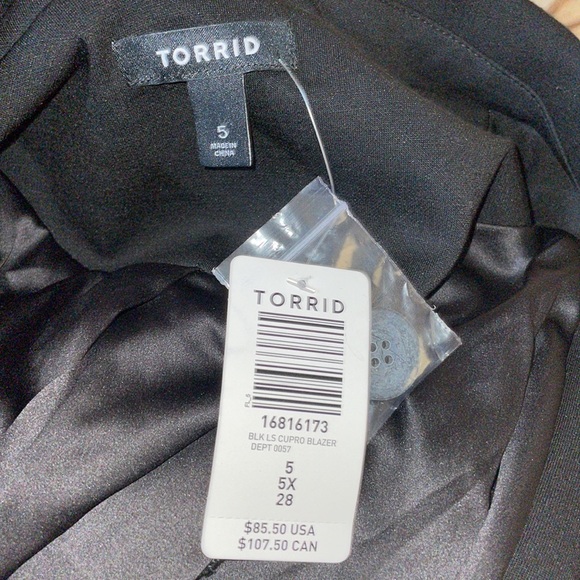 TORRID
5
MADE IN
CHINA
TORRID
16816173
BLK LS CUPRO BLAZER
DEPT 0057
5
5X
28
$85.50 USA
$107.50 CAN